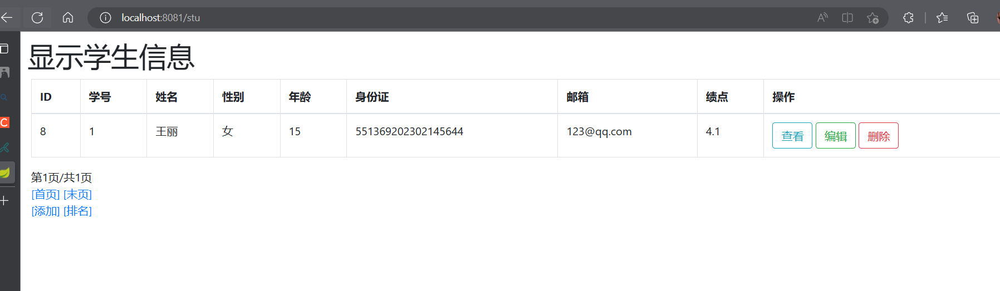 localhost:8081/stu
显示学生信息
ID 学号 姓名 性别 年龄 身份证 邮箱 绩点 操作
8 1 王丽 女 15 551369202302145644 123@qq.com 4.1 查看 编辑 删除
第1页/共1页
[首页] [末页]
[添加] [排名]